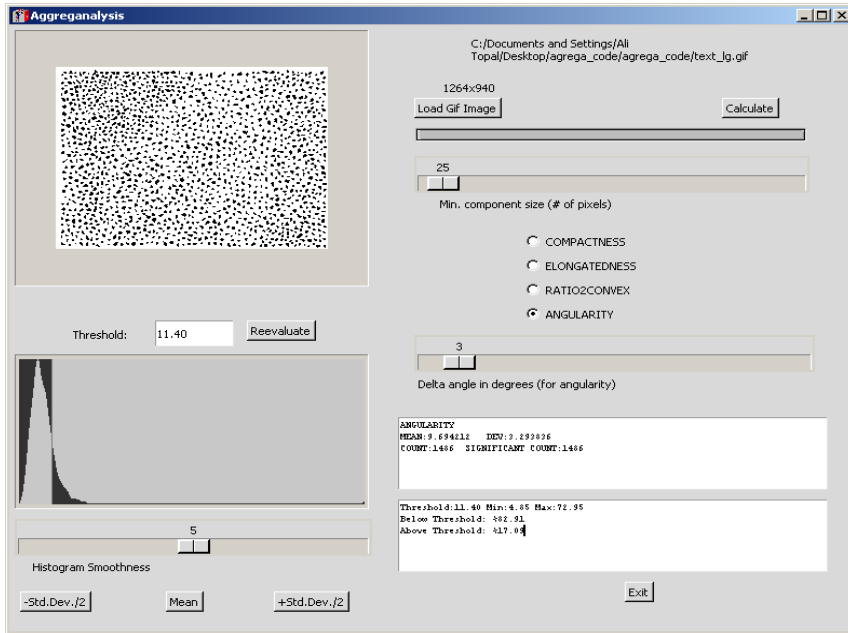 Aggreganalysis
C:/Documents and Settings/Ali
Topal/Desktop/agrega_code/agrega_code/text_lg.gif
1264x940
Load Gif Image
Calculate
25
Min. component size (# of pixels)
COMPACTNESS
ELONGATEDNESS
RATIO2CONVEX
ANGULARITY
Threshold:
11.40
Reevaluate
3
Delta angle in degrees (for angularity)
ANGULARITY
MEAN:9.694212 DEV:3.293836
COUNT:1486 SIGNIFICANT COUNT:1486
Threshold:11.40 Min:4.85 Max:72.95
Below Threshold: %82.91
Above Threshold: %17.09
5
Histogram Smoothness
-Std.Dev./2
Mean
+Std.Dev./2
Exit